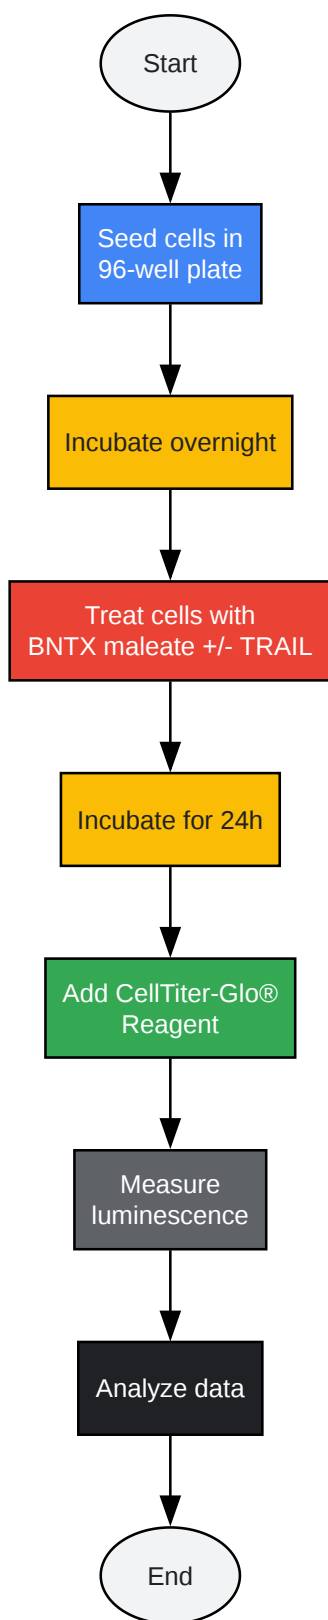 Start
Seed cells in
96-well plate
Incubate overnight
Treat cells with
BNTX maleate +/- TRAIL
Incubate for 24h
Add CellTiter-Glo®
Reagent
Measure
luminescence
Analyze data
End